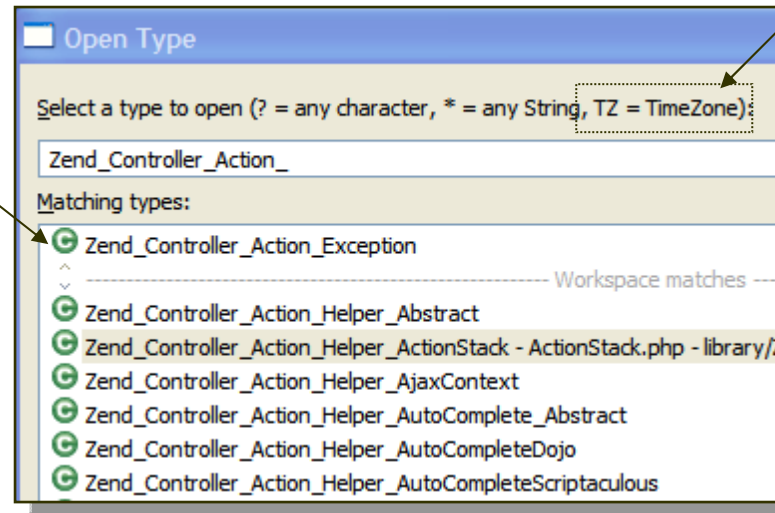 Open Type
Select a type to open (? = any character, * = any String, TZ = TimeZone):
Zend_Controller_Action_
Matching types:
Zend_Controller_Action_Exception
Workspace matches
Zend_Controller_Action_Helper_Abstract
Zend_Controller_Action_Helper_ActionStack - ActionStack.php - library/
Zend_Controller_Action_Helper_AjaxContext
Zend_Controller_Action_Helper_AutoComplete_Abstract
Zend_Controller_Action_Helper_AutoCompleteDojo
Zend_Controller_Action_Helper_AutoCompleteScriptaculous